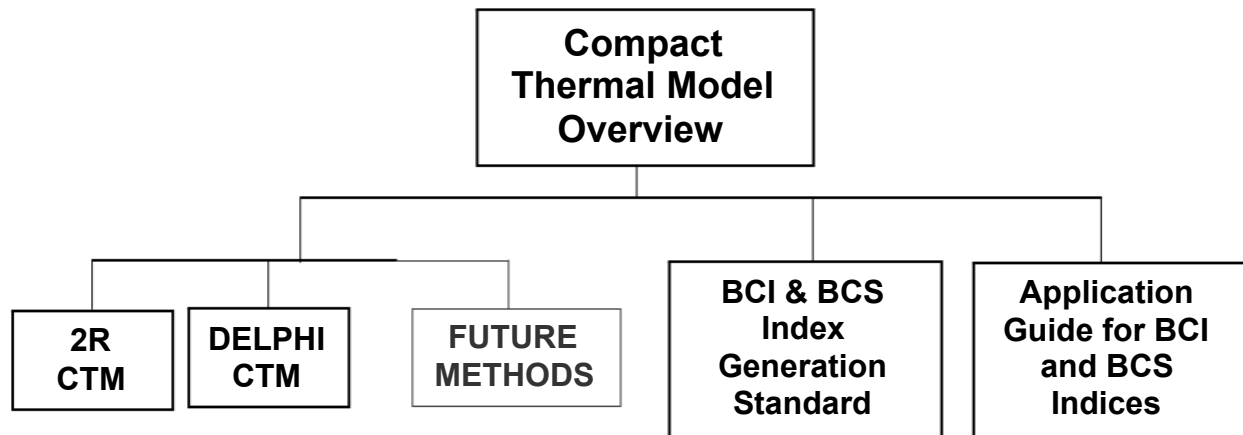 Compact
Thermal Model
Overview
2R
CTM
DELPHI
CTM
FUTURE
METHODS
BCI & BCS
Index
Generation
Standard
Application
Guide for BCI
and BCS
Indices